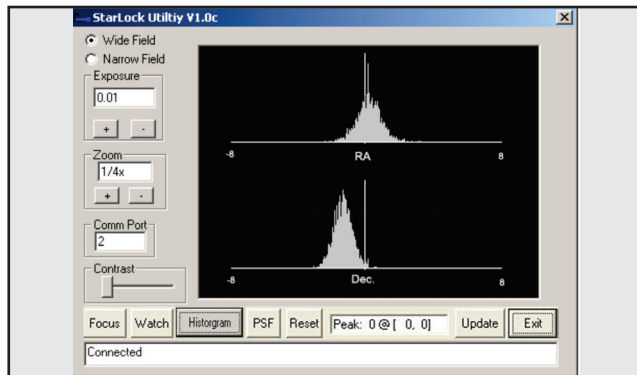 StarLock Utiltiy V1.0c
Wide Field
Narrow Field
Exposure
0.01
+ -
Zoom
1/4x
+ -
Comm Port
2
Contrast
-8 RA 8
-8 Dec. 8
Focus Watch Historgram PSF Reset Peak: 0 @ [ 0, 0] Update Exit
Connected